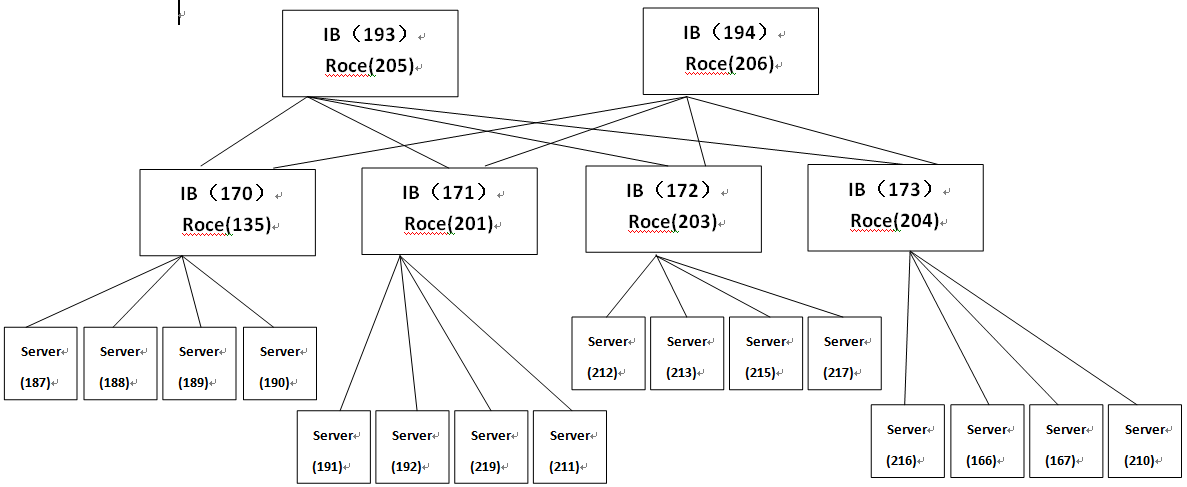 IB（193）
Roce(205)
IB（194）
Roce(206)
IB（170）
Roce(135)
IB（171）
Roce(201)
IB（172）
Roce(203)
IB（173）
Roce(204)
Server
(187)
Server
(188)
Server
(189)
Server
(190)
Server
(191)
Server
(192)
Server
(219)
Server
(211)
Server
(212)
Server
(213)
Server
(215)
Server
(217)
Server
(216)
Server
(166)
Server
(167)
Server
(210)